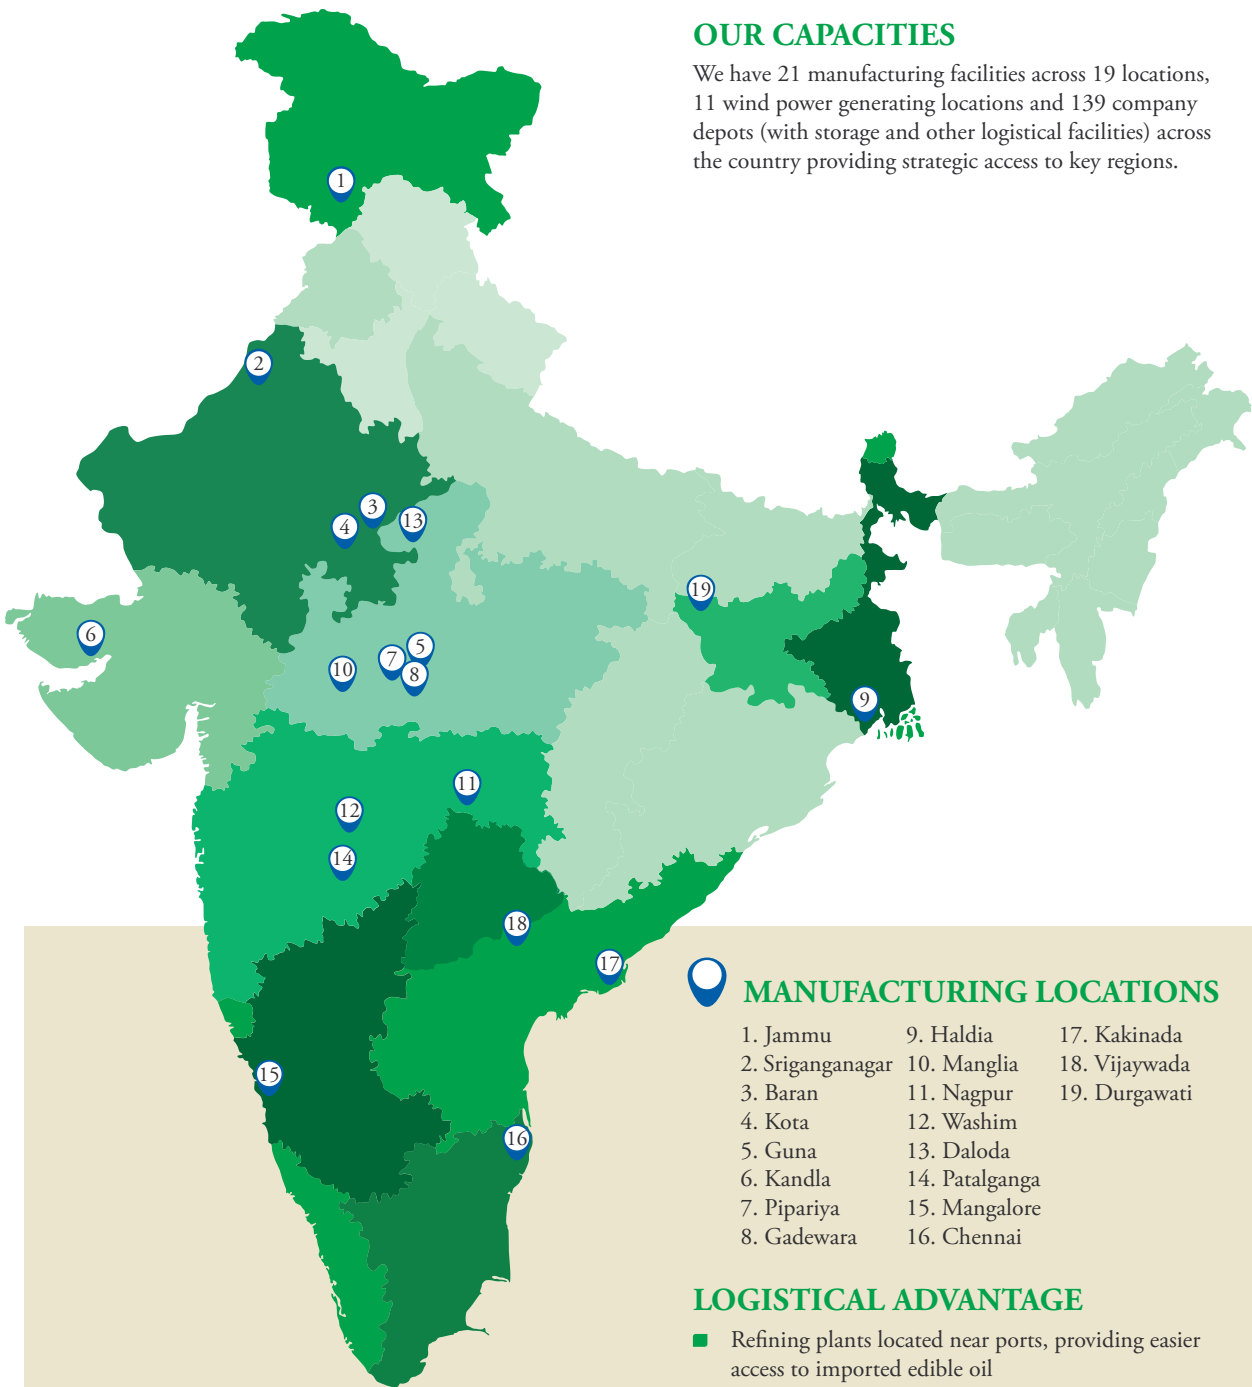 OUR CAPACITIES
We have 21 manufacturing facilities across 19 locations,
11 wind power generating locations and 139 company
depots (with storage and other logistical facilities) across
the country providing strategic access to key regions.
1
2
3
4
13
19
6
5
7
8
10
9
11
12
14
18
17
15
16
MANUFACTURING LOCATIONS
1. Jammu
2. Sriganganagar
3. Baran
4. Kota
5. Guna
6. Kandla
7. Pipariya
8. Gadewara
9. Haldia
10. Manglia
11. Nagpur
12. Washim
13. Daloda
14. Patalganga
15. Mangalore
16. Chennai
17. Kakinada
18. Vijaywada
19. Durgawati
LOGISTICAL ADVANTAGE
Refining plants located near ports, providing easier
access to imported edible oil